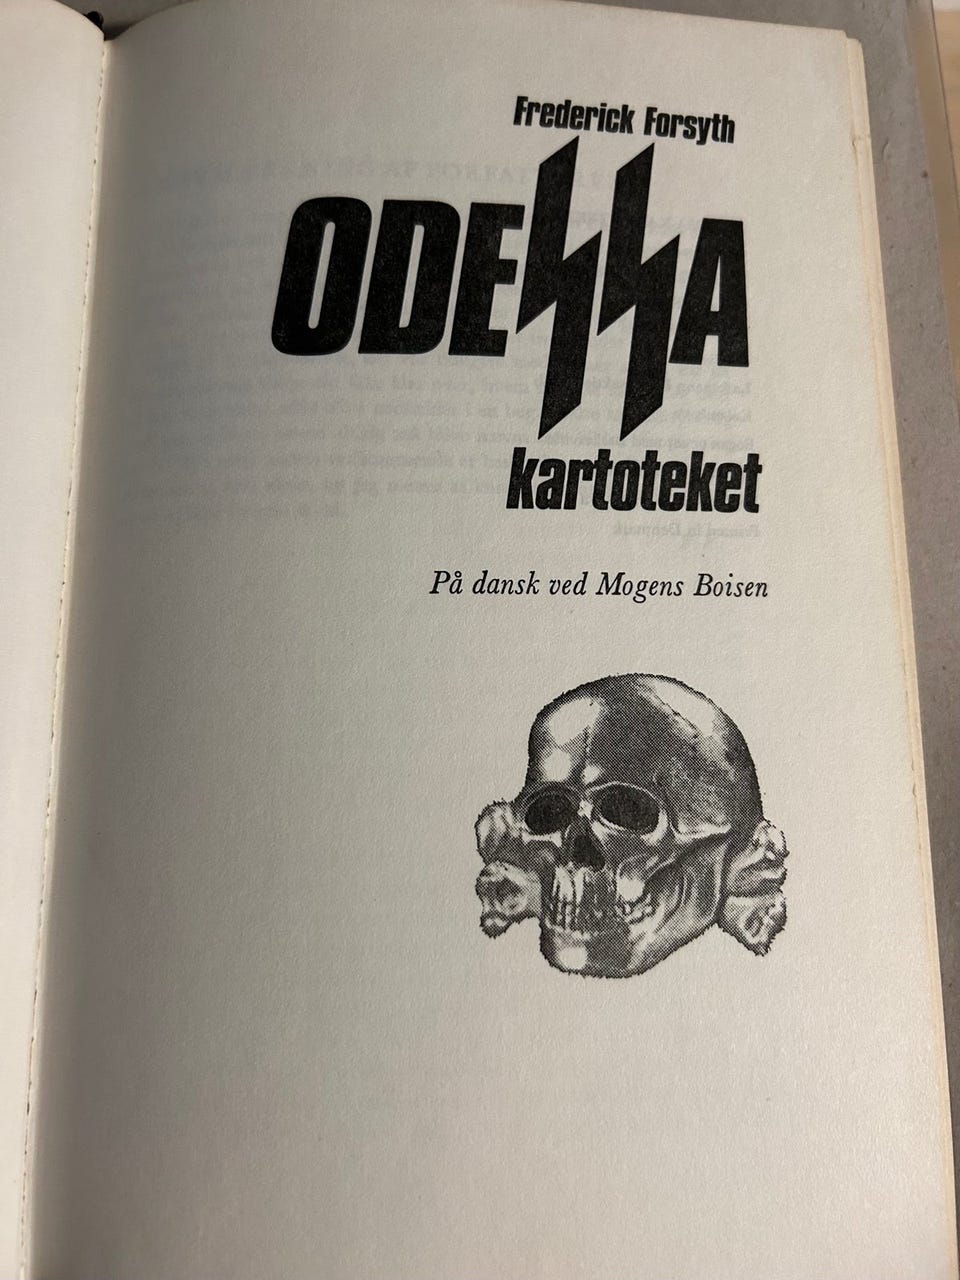 Frederick Forsyth
ODESSA
kartoteket
På dansk ved Mogens Boisen